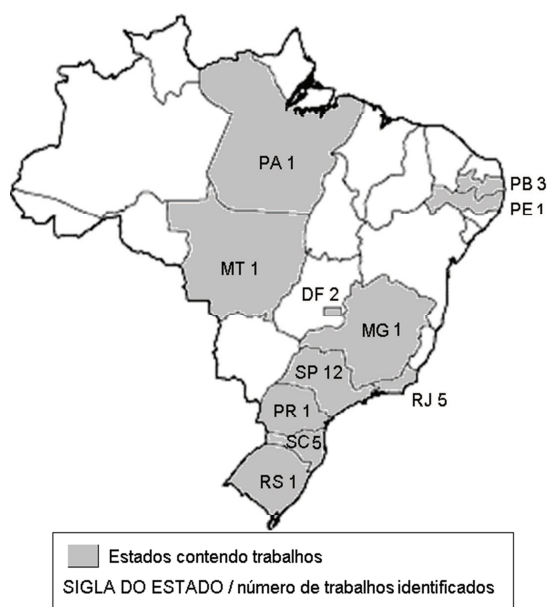 PA 1
PB 3
PE 1
MT 1
DF 2
MG 1
SP 12
RJ 5
PR 1
SC 5
RS 1
Estados contendo trabalhos
SIGLA DO ESTADO / número de trabalhos identificados